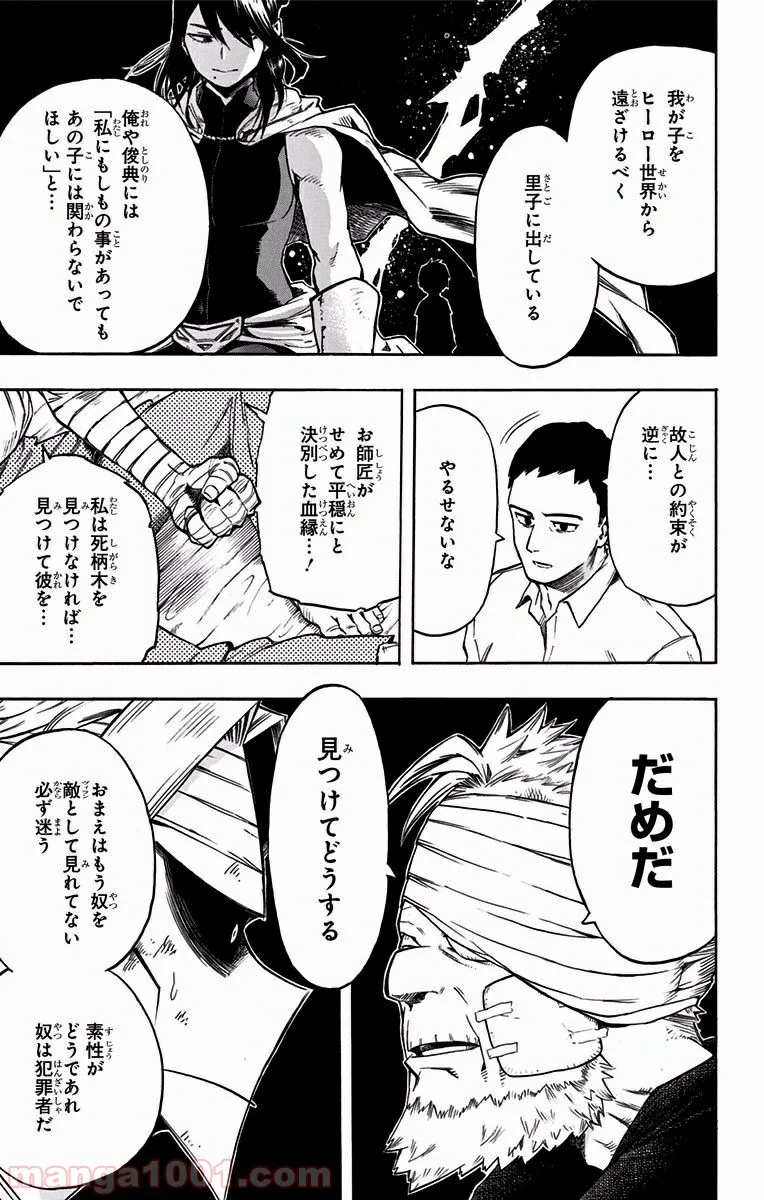 我が子を
ヒーロー世界から
遠ざけるべく
里子に出している
俺や俊典には
「私にもしもの事があっても
あの子には関わらないで
ほしい」と…
故人との約束が
逆に…
やるせないな
お師匠が
せめて平穏にと
決別した血縁…!
私は死柄木を
見つけなければ…
見つけて彼を…
だめだ
見つけてどうする
おまえはもう奴を
敵として見れてない
必ず迷う
素性が
どうであれ
奴は犯罪者だ
manga1001.com